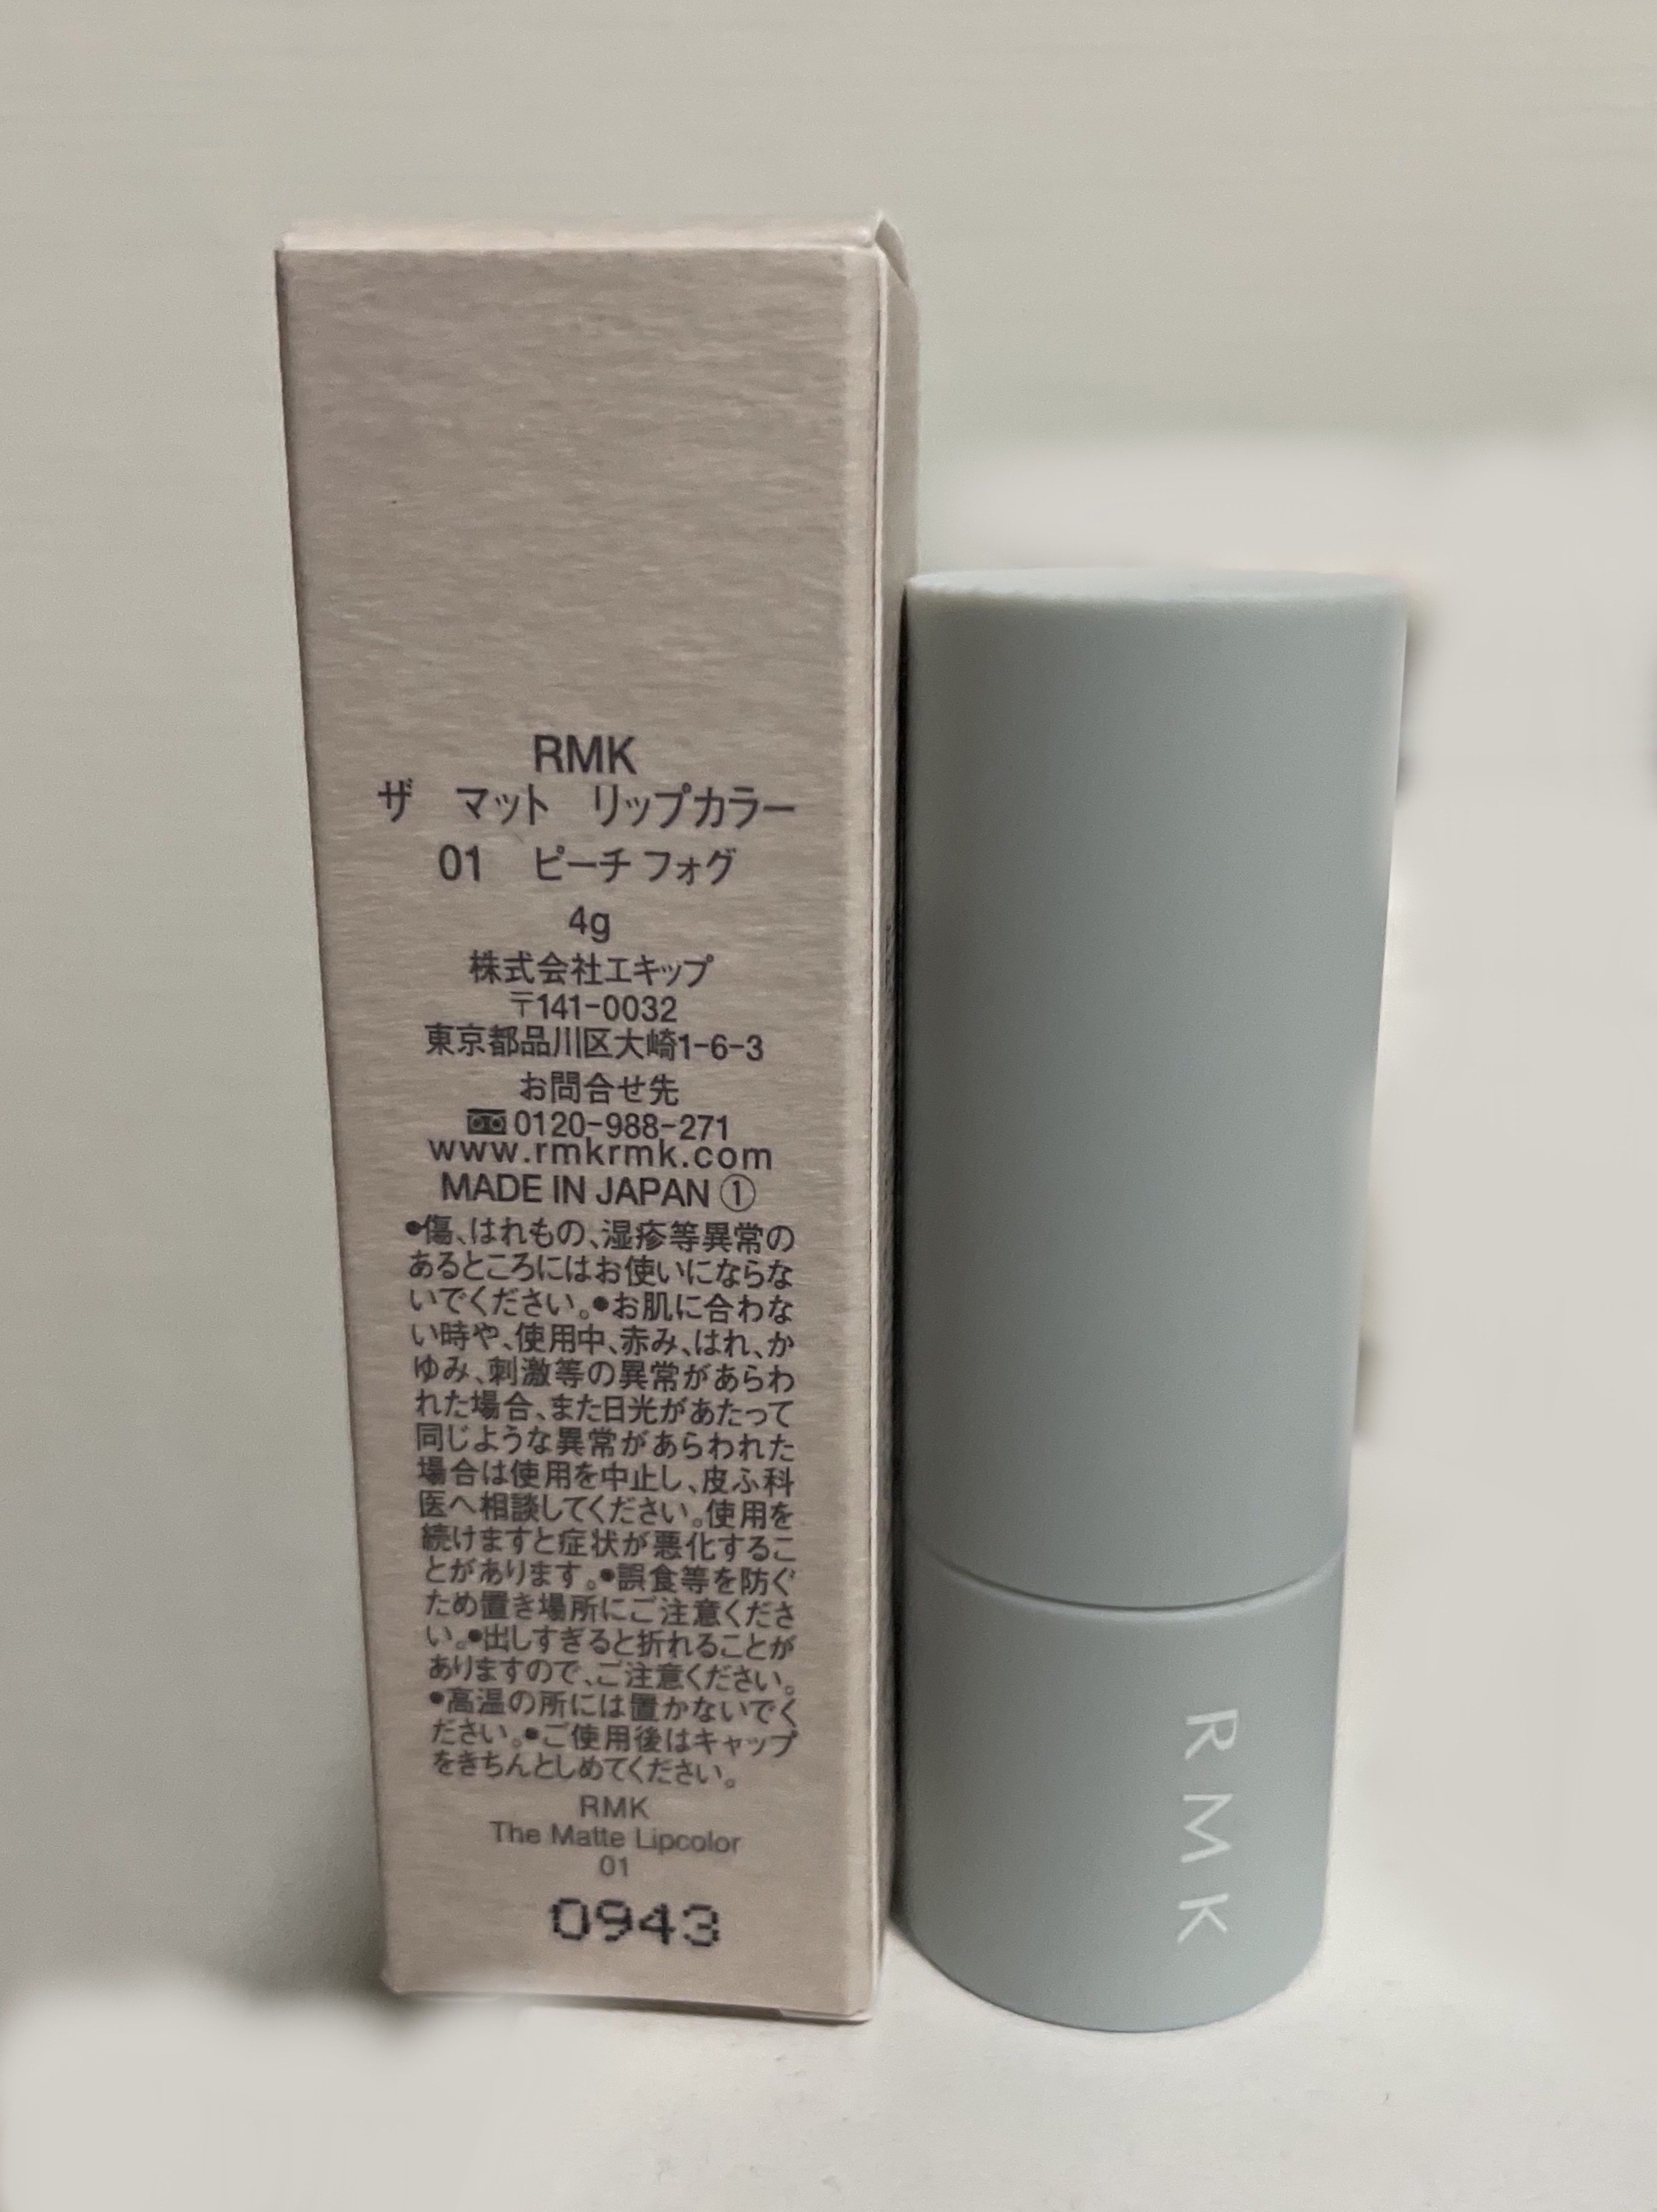 RMK
ザ　マット　リップカラー
01　ピーチ フォグ
4g
株式会社エキップ
〒141-0032
東京都品川区大崎1-6-3
お問合せ先
0120-988-271
www.rmkrmk.com
MADE IN JAPAN ①
●傷、はれもの、湿疹等異常の
あるところにはお使いにならな
いでください。●お肌に合わな
い時や、使用中、赤み、はれ、か
ゆみ、刺激等の異常があらわ
れた場合、また日光があたって
同じような異常があらわれた
場合は使用を中止し、皮ふ科
医へ相談してください。使用を
続けますと症状が悪化するこ
とがあります。●誤食等を防ぐ
ため置き場所にご注意くださ
い。●出しすぎると折れることが
ありますので、ご注意ください。
●高温の所には置かないでく
ださい。●ご使用後はキャップ
をきちんとしめてください。
RMK
The Matte Lipcolor
01
0943
RMK